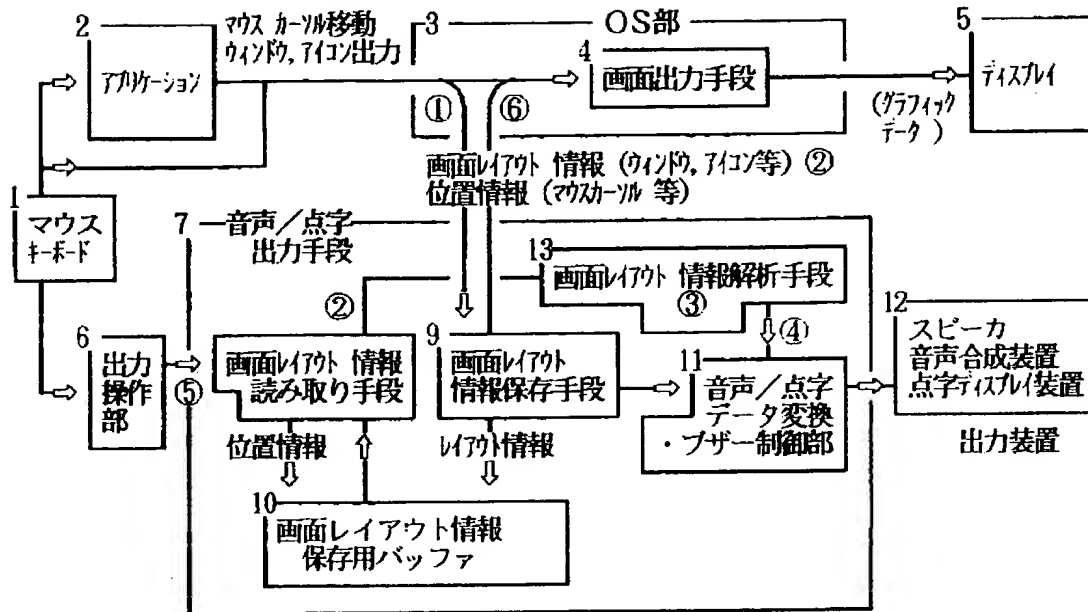 2
アプリケーション
マウス カーソル移動
ウィンドウ, アイコン出力
3
OS部
4
画面出力手段
5
ディスプレイ
(グラフィック
データ)
①
⑥
画面レイアウト 情報 (ウィンドウ, アイコン等) ②
位置情報 (マウスカーソル 等)
1
マウス
キーボード
7
音声/点字
出力手段
13
画面レイアウト 情報解析手段
③
②
④
6
出力
操作
部
⑤
画面レイアウト 情報
読み取り手段
9
画面レイアウト
情報保存手段
11
音声/点字
データ変換
・ブザー制御部
12
スピーカ
音声合成装置
点字ディスプレイ装置
出力装置
位置情報
レイアウト情報
10
画面レイアウト情報
保存用バッファ